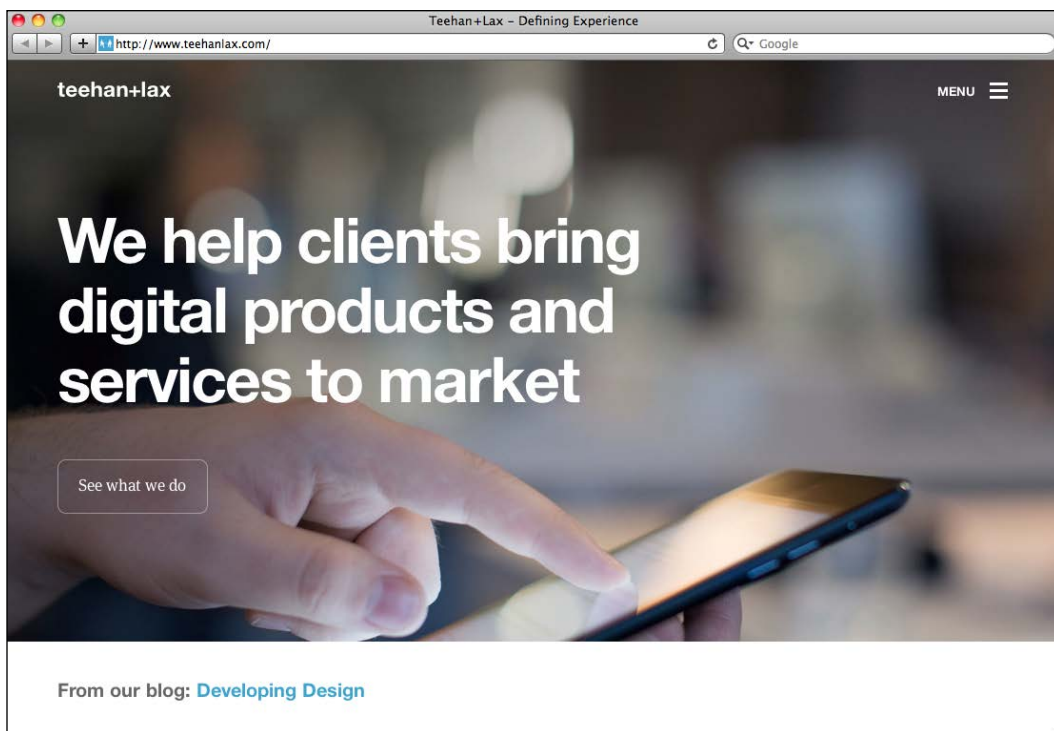 Teehan+Lax – Defining Experience
http://www.teehanlax.com/
Google
teehan+lax
MENU
We help clients bring
digital products and
services to market
See what we do
From our blog: Developing Design